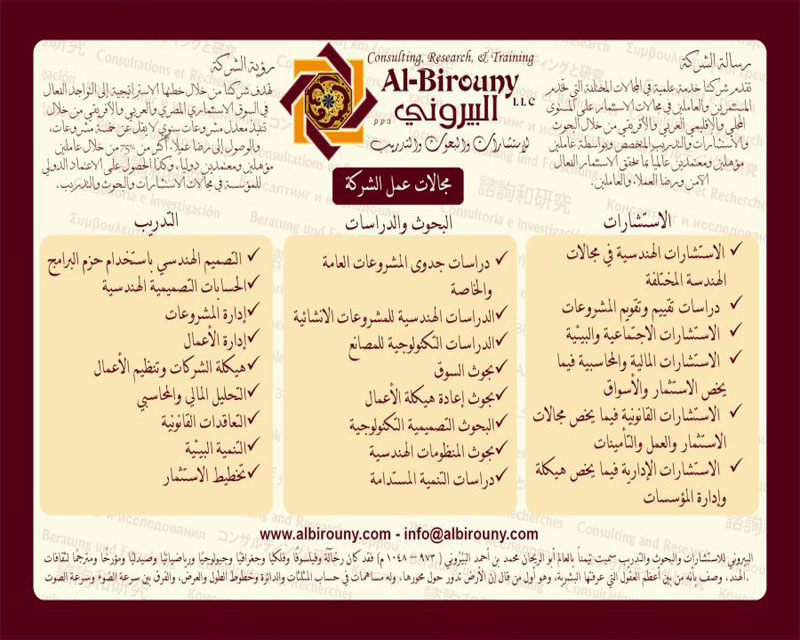 Consulting, Research, & Training
Al-Birouny
LLC
البيروني
ذ.م.م
للإستشارات والبحوث والتدريب
رسالة الشركة
تقدم شركتنا خدمة علمية في المجالات المختلفة التي تخدم
المستثمرين والعاملين في مجالات الاستثمار على المستوى
المحلي والإقليمي العربي والأفريقي من خلال البحوث
والاستشارات والتدريب المتخصص وبواسطة عاملين
مؤهلين ومعتمدين عالمياً بما يحقق الاستثمار الفعال
الآمن ورضا العملاء والعاملين.
رؤية الشركة
تهدف شركتنا من خلال خطتها الاستراتيجية إلى التواجد الفعال
في السوق الاستثماري المصري والعربي والأفريقي من خلال
تنفيذ معدل مشروعات سنوي لا يقل عن خمسة مشروعات،
والوصول إلى رضا عملاء أكثر من ٧٥% من خلال عاملين
مؤهلين ومعتمدين دولياً، وكذا الحصول على الاعتماد الدولي
للمؤسسة في مجالات الاستشارات والبحوث والتدريب.
مجالات عمل الشركة
الاستشارات
✓ الاستشارات الهندسية في مجالات
الهندسة المختلفة
✓ دراسات تقييم وتقويم المشروعات
✓ الاستشارات الاجتماعية والبيئية
✓ الاستشارات المالية والمحاسبية فيما
يخص الاستثمار والأسواق
✓ الاستشارات القانونية فيما يخص مجالات
الاستثمار والعمل والتأمينات
✓ الاستشارات الإدارية فيما يخص هيكلة
وإدارة المؤسسات
البحوث والدراسات
✓ دراسات جدوى المشروعات العامة
والخاصة
✓ الدراسات الهندسية للمشروعات الانشائية
✓ الدراسات التكنولوجية للمصانع
✓ بحوث السوق
✓ بحوث إعادة هيكلة الأعمال
✓ البحوث التصميمية التكنولوجية
✓ بحوث المنظومات الهندسية
✓ دراسات التنمية المستدامة
التدريب
✓ التصميم الهندسي باستخدام حزم البرامج
✓ الحسابات التصميمية الهندسية
✓ إدارة المشروعات
✓ إدارة الأعمال
✓ هيكلة الشركات وتنظيم الأعمال
✓ التحليل المالي والمحاسبي
✓ التعاقدات القانونية
✓ التنمية البيئية
✓ تخطيط الاستثمار
www.albirouny.com - info@albirouny.com
البيروني للاستشارات والبحوث والتدريب سميت تيمناً بالعالم أبو الريحان محمد بن أحمد البيروني (٩٧٣ – ١٠٤٨ م) فقد كان رحالة وفيلسوفاً وفلكياً وجغرافياً وجيولوجياً ورياضياتياً وصيدلياً ومؤرخاً ومترجماً لثقافات
الهند. وصف بأنه من بين أعظم العقول التي عرفتها البشرية، وهو أول من قال إن الأرض تدور حول محورها، وله مساهمات في حساب المثلثات والدائرة وخطوط الطول والعرض، والفرق بين سرعة الضوء وسرعة الصوت.